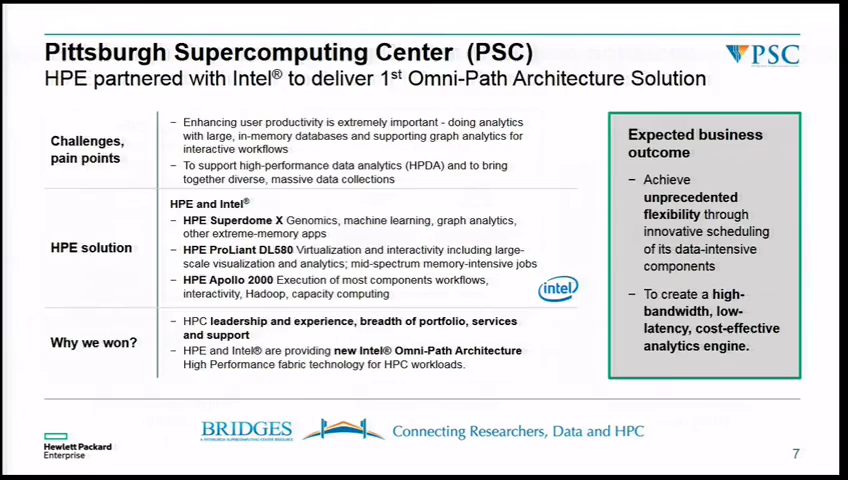 Pittsburgh Supercomputing Center (PSC)
PSC
HPE partnered with Intel® to deliver 1st Omni-Path Architecture Solution
Challenges,
pain points
− Enhancing user productivity is extremely important - doing analytics
with large, in-memory databases and supporting graph analytics for
interactive workflows
− To support high-performance data analytics (HPDA) and to bring
together diverse, massive data collections
HPE solution
HPE and Intel®
− HPE Superdome X Genomics, machine learning, graph analytics,
other extreme-memory apps
− HPE ProLiant DL580 Virtualization and interactivity including large-
scale visualization and analytics; mid-spectrum memory-intensive jobs
− HPE Apollo 2000 Execution of most components workflows,
interactivity, Hadoop, capacity computing
intel
Why we won?
− HPC leadership and experience, breadth of portfolio, services
and support
− HPE and Intel® are providing new Intel® Omni-Path Architecture
High Performance fabric technology for HPC workloads.
Expected business
outcome
− Achieve
unprecedented
flexibility through
innovative scheduling
of its data-intensive
components
− To create a high-
bandwidth, low-
latency, cost-effective
analytics engine.
Hewlett Packard
Enterprise
BRIDGES
A PITTSBURGH SUPERCOMPUTING CENTER RESOURCE
Connecting Researchers, Data and HPC
7